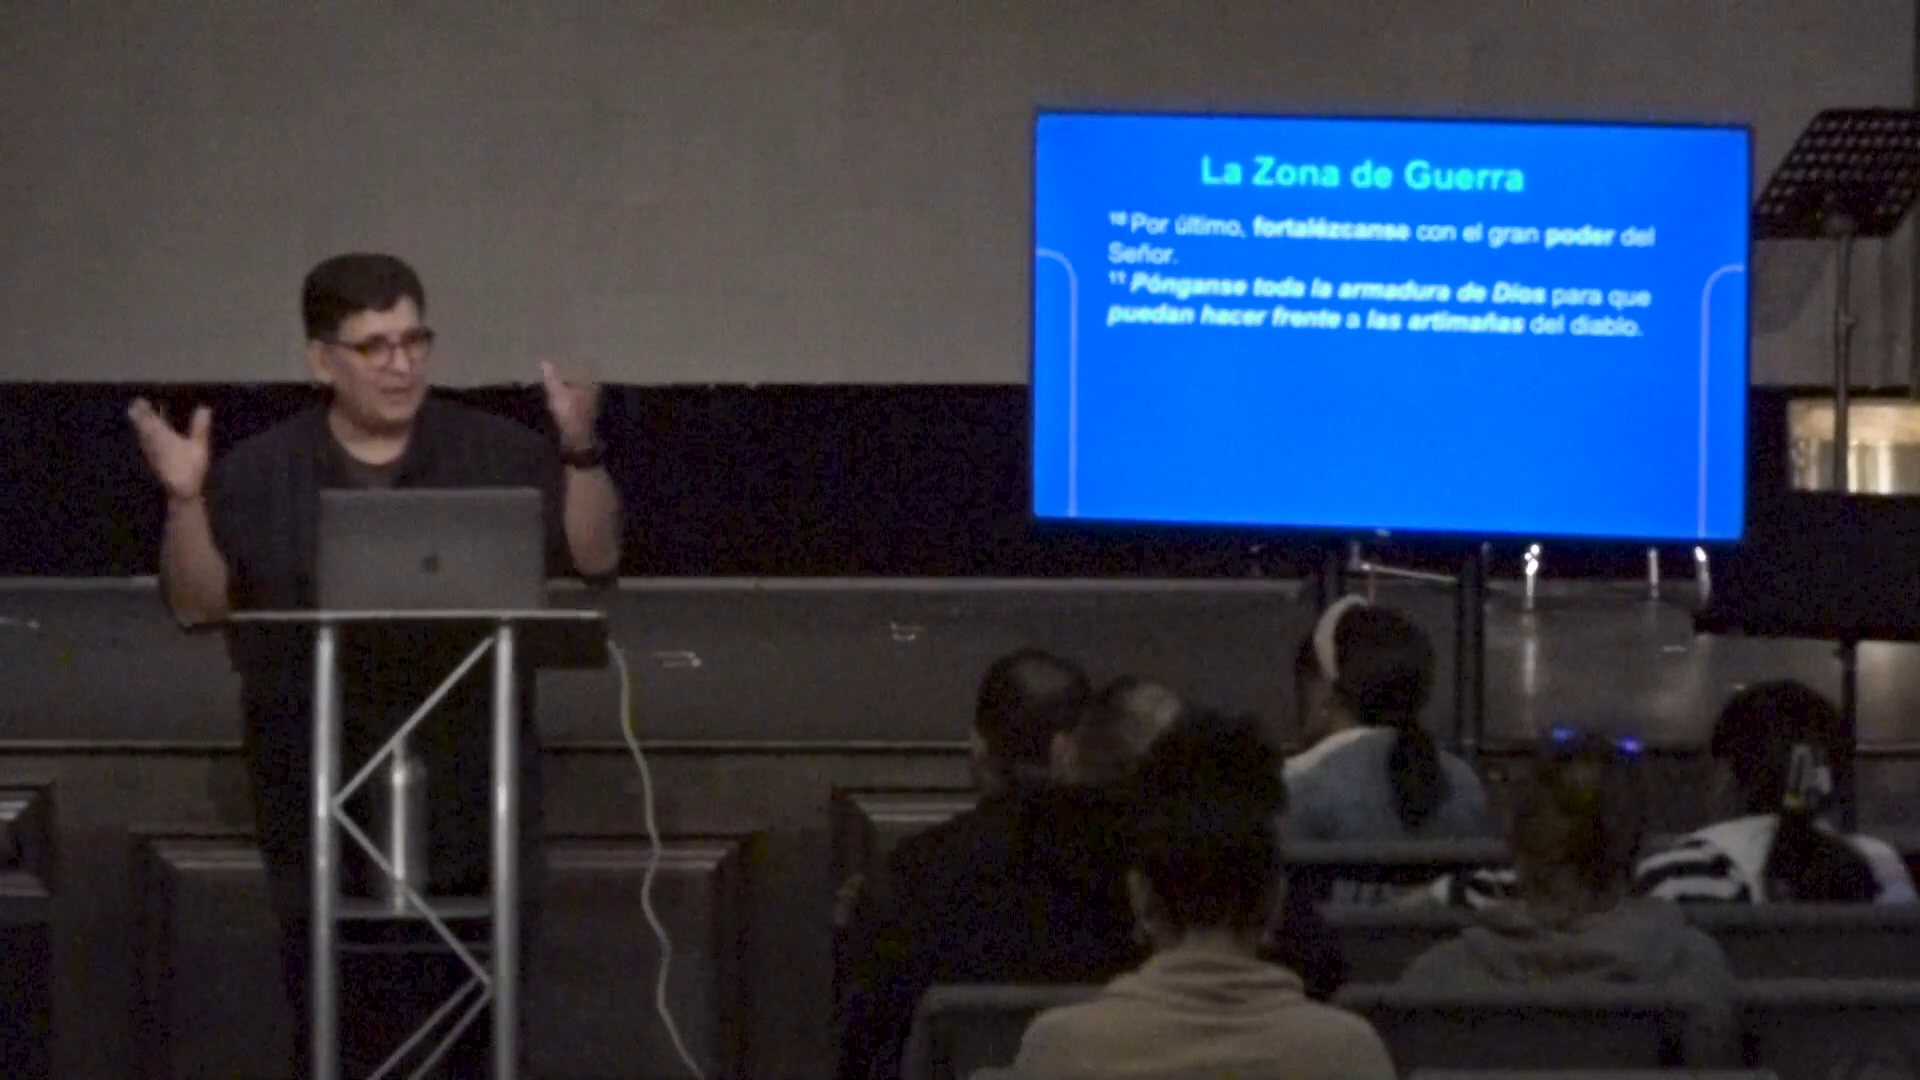 La Zona de Guerra
¹⁰ Por último, fortalézcanse con el gran poder del
Señor.
¹¹ Pónganse toda la armadura de Dios para que
puedan hacer frente a las artimañas del diablo.